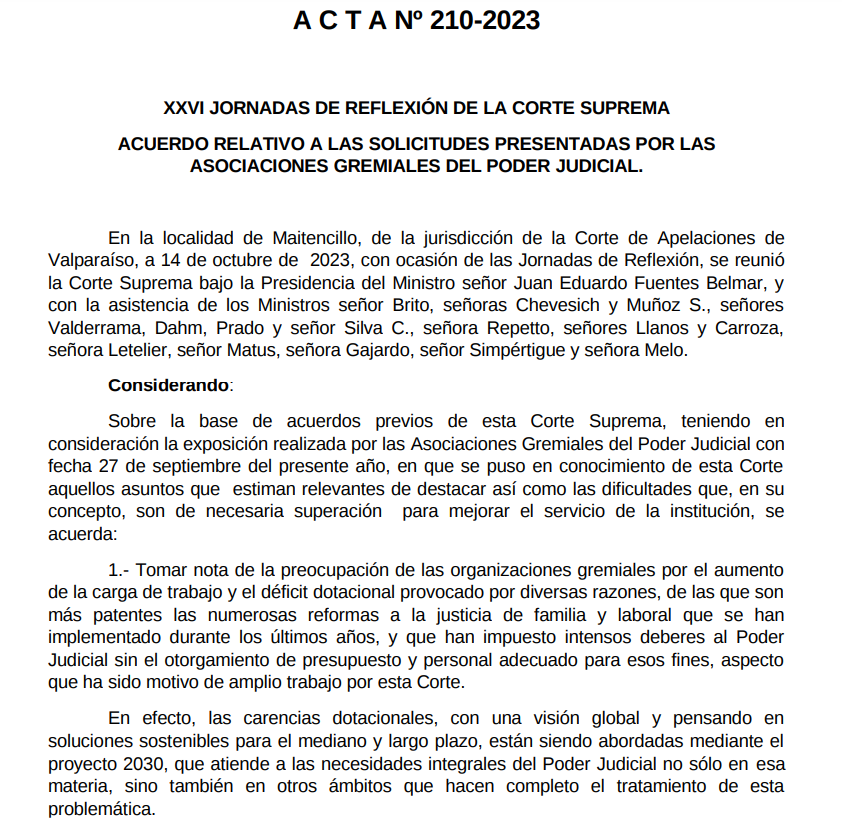 A C T A Nº 210-2023
XXVI JORNADAS DE REFLEXIÓN DE LA CORTE SUPREMA
ACUERDO RELATIVO A LAS SOLICITUDES PRESENTADAS POR LAS
ASOCIACIONES GREMIALES DEL PODER JUDICIAL.
En la localidad de Maitencillo, de la jurisdicción de la Corte de Apelaciones de
Valparaíso, a 14 de octubre de  2023, con ocasión de las Jornadas de Reflexión, se reunió
la Corte Suprema bajo la Presidencia del Ministro señor Juan Eduardo Fuentes Belmar, y
con la asistencia de los Ministros señor Brito, señoras Chevesich y Muñoz S., señores
Valderrama, Dahm, Prado y señor Silva C., señora Repetto, señores Llanos y Carroza,
señora Letelier, señor Matus, señora Gajardo, señor Simpértigue y señora Melo.
Considerando:
Sobre la base de acuerdos previos de esta Corte Suprema, teniendo en
consideración la exposición realizada por las Asociaciones Gremiales del Poder Judicial con
fecha 27 de septiembre del presente año, en que se puso en conocimiento de esta Corte
aquellos asuntos que  estiman relevantes de destacar así como las dificultades que, en su
concepto, son de necesaria superación  para mejorar el servicio de la institución, se
acuerda:
1.- Tomar nota de la preocupación de las organizaciones gremiales por el aumento
de la carga de trabajo y el déficit dotacional provocado por diversas razones, de las que son
más patentes las numerosas reformas a la justicia de familia y laboral que se han
implementado durante los últimos años, y que han impuesto intensos deberes al Poder
Judicial sin el otorgamiento de presupuesto y personal adecuado para esos fines, aspecto
que ha sido motivo de amplio trabajo por esta Corte.
En efecto, las carencias dotacionales, con una visión global y pensando en
soluciones sostenibles para el mediano y largo plazo, están siendo abordadas mediante el
proyecto 2030, que atiende a las necesidades integrales del Poder Judicial no sólo en esa
materia, sino también en otros ámbitos que hacen completo el tratamiento de esta
problemática.